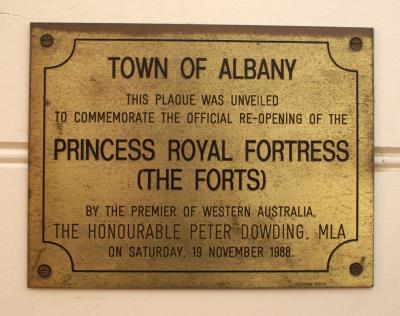 TOWN OF ALBANY
THIS PLAQUE WAS UNVEILED
TO COMMEMORATE THE OFFICIAL RE-OPENING OF THE
PRINCESS ROYAL FORTRESS
(THE FORTS)
BY THE PREMIER OF WESTERN AUSTRALIA,
THE HONOURABLE PETER DOWDING, MLA
ON SATURDAY, 19 NOVEMBER 1988.